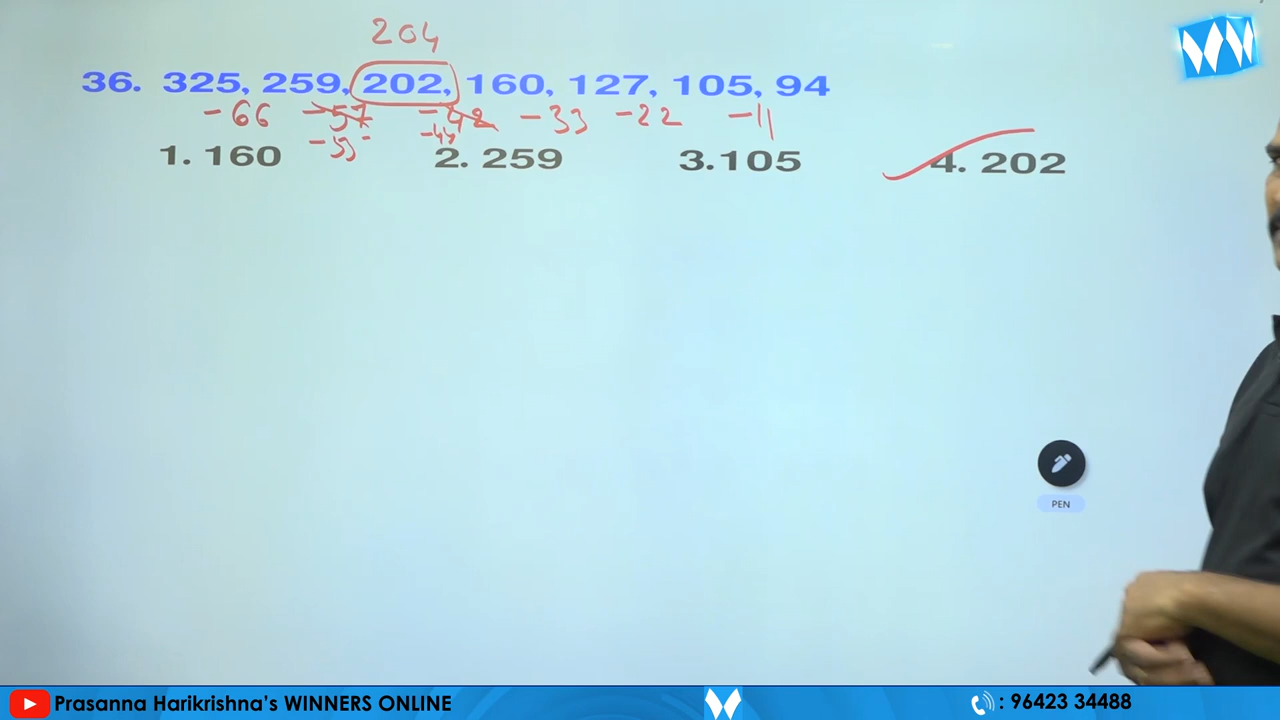 204
36. 325, 259, 202, 160, 127, 105, 94
-66 -57 -42 -33 -22 -11
-55 -44
1. 160 2. 259 3.105 4. 202
PEN
Prasanna Harikrishna's WINNERS ONLINE : 96423 34488